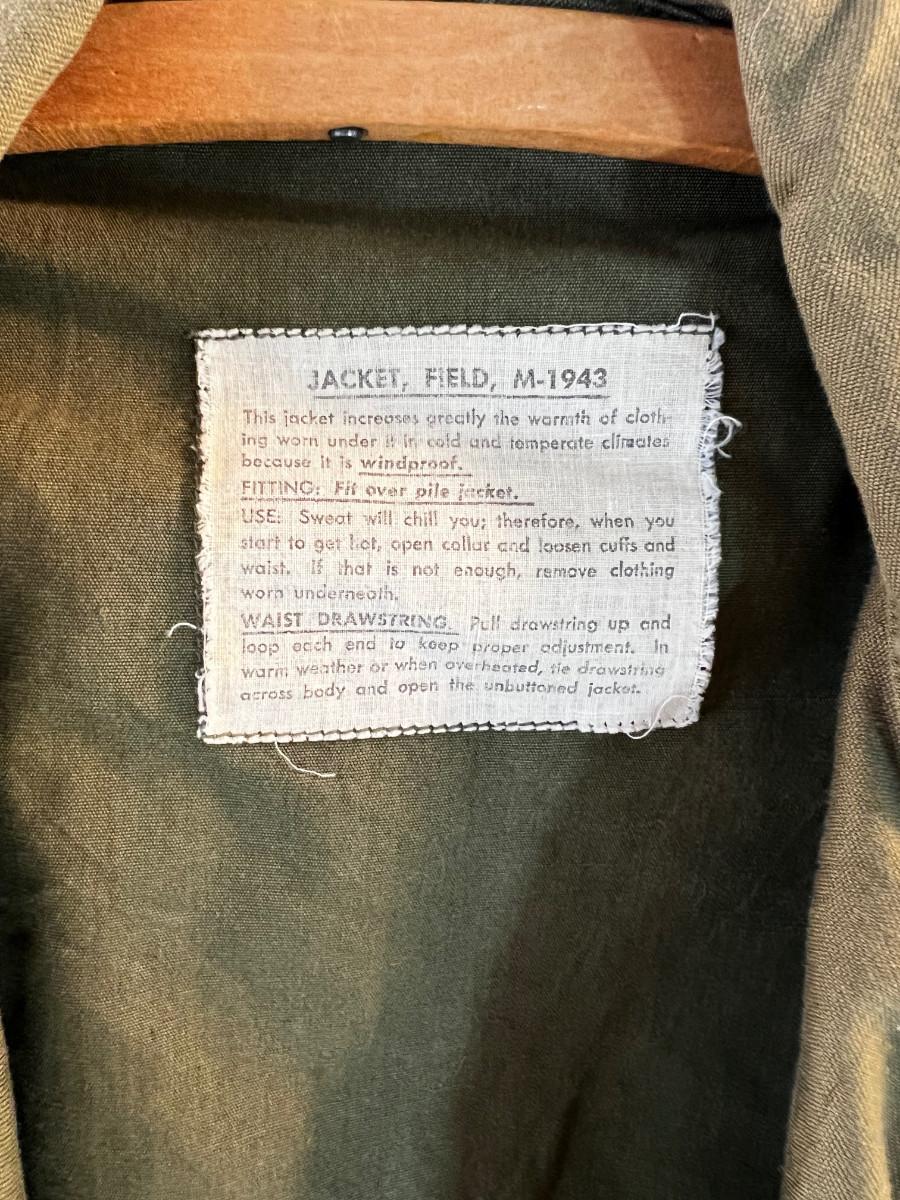 JACKET, FIELD, M-1943
This jacket increases greatly the warmth of cloth-
ing worn under it in cold and temperate climates
because it is windproof.
FITTING: Fit over pile jacket.
USE: Sweat will chill you; therefore, when you
start to get hot, open collar and loosen cuffs and
waist. If that is not enough, remove clothing
worn underneath.
WAIST DRAWSTRING. Pull drawstring up and
loop each end to keep proper adjustment. In
warm weather or when overheated, tie drawstring
across body and open the unbuttoned jacket.